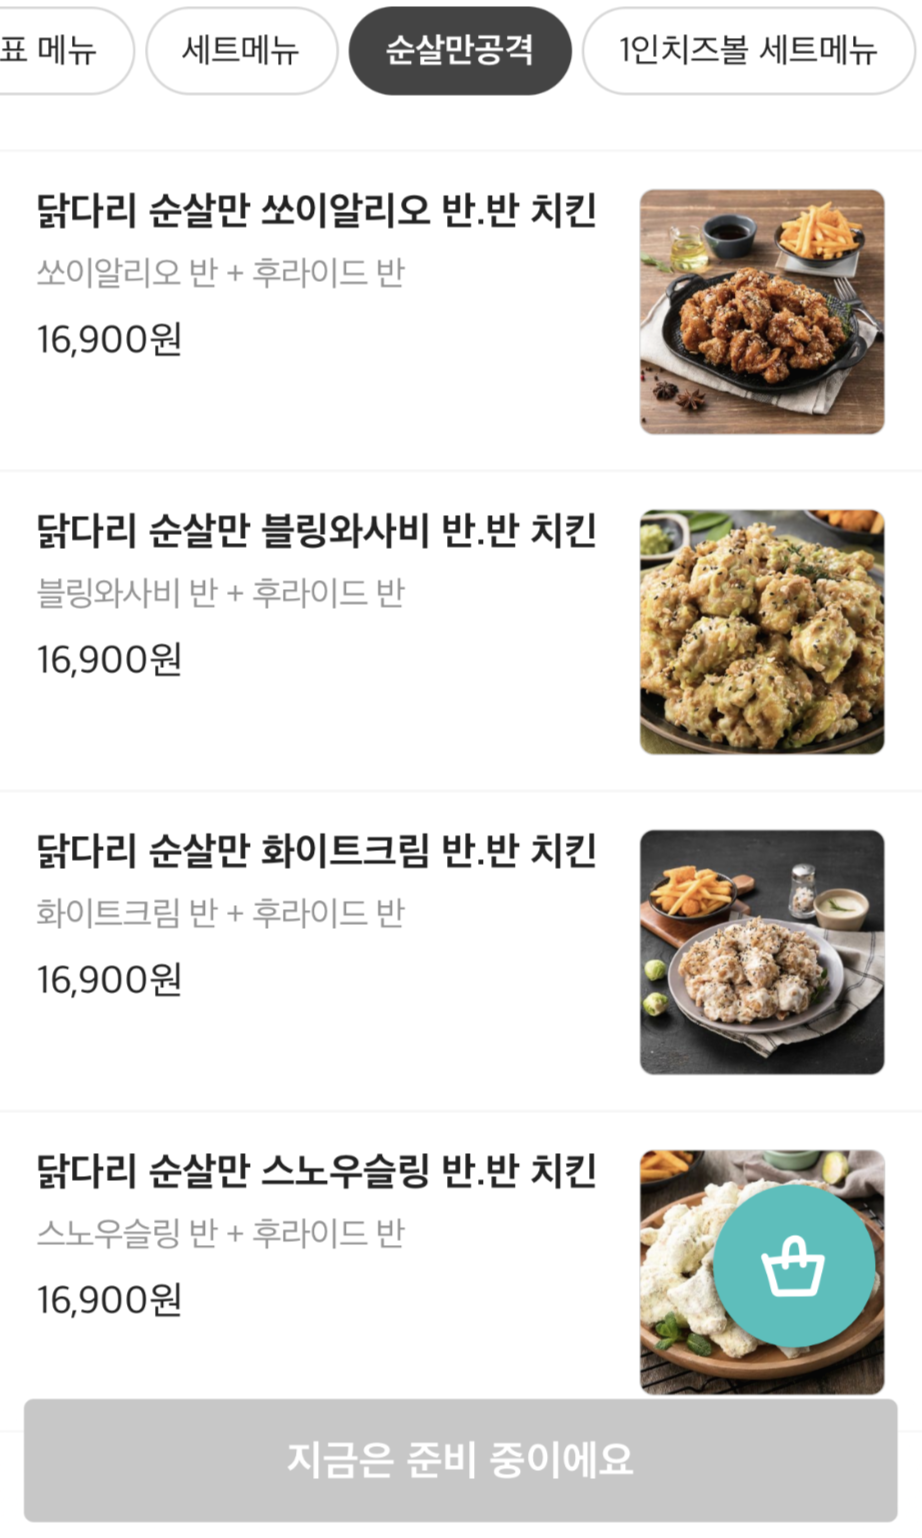 표 메뉴
세트메뉴
순살만공격
1인치즈볼 세트메뉴
닭다리 순살만 쏘이알리오 반.반 치킨
쏘이알리오 반 + 후라이드 반
16,900원
닭다리 순살만 블링와사비 반.반 치킨
블링와사비 반 + 후라이드 반
16,900원
닭다리 순살만 화이트크림 반.반 치킨
화이트크림 반 + 후라이드 반
16,900원
닭다리 순살만 스노우슬링 반.반 치킨
스노우슬링 반 + 후라이드 반
16,900원
지금은 준비 중이에요